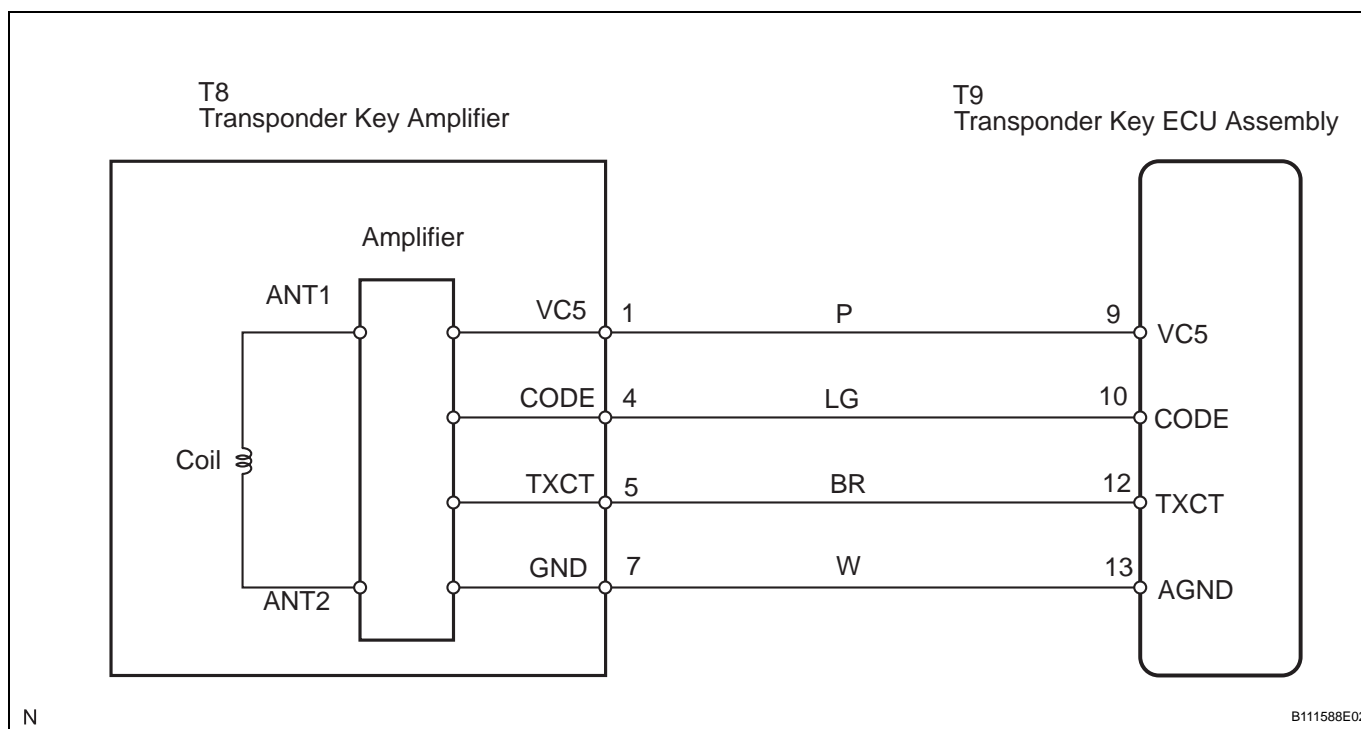 T8
Transponder Key Amplifier
T9
Transponder Key ECU Assembly
Amplifier
ANT1
VC5
1
P
9
VC5
CODE
4
LG
10
CODE
Coil
TXCT
5
BR
12
TXCT
GND
7
W
13
AGND
ANT2
N
B111588E02